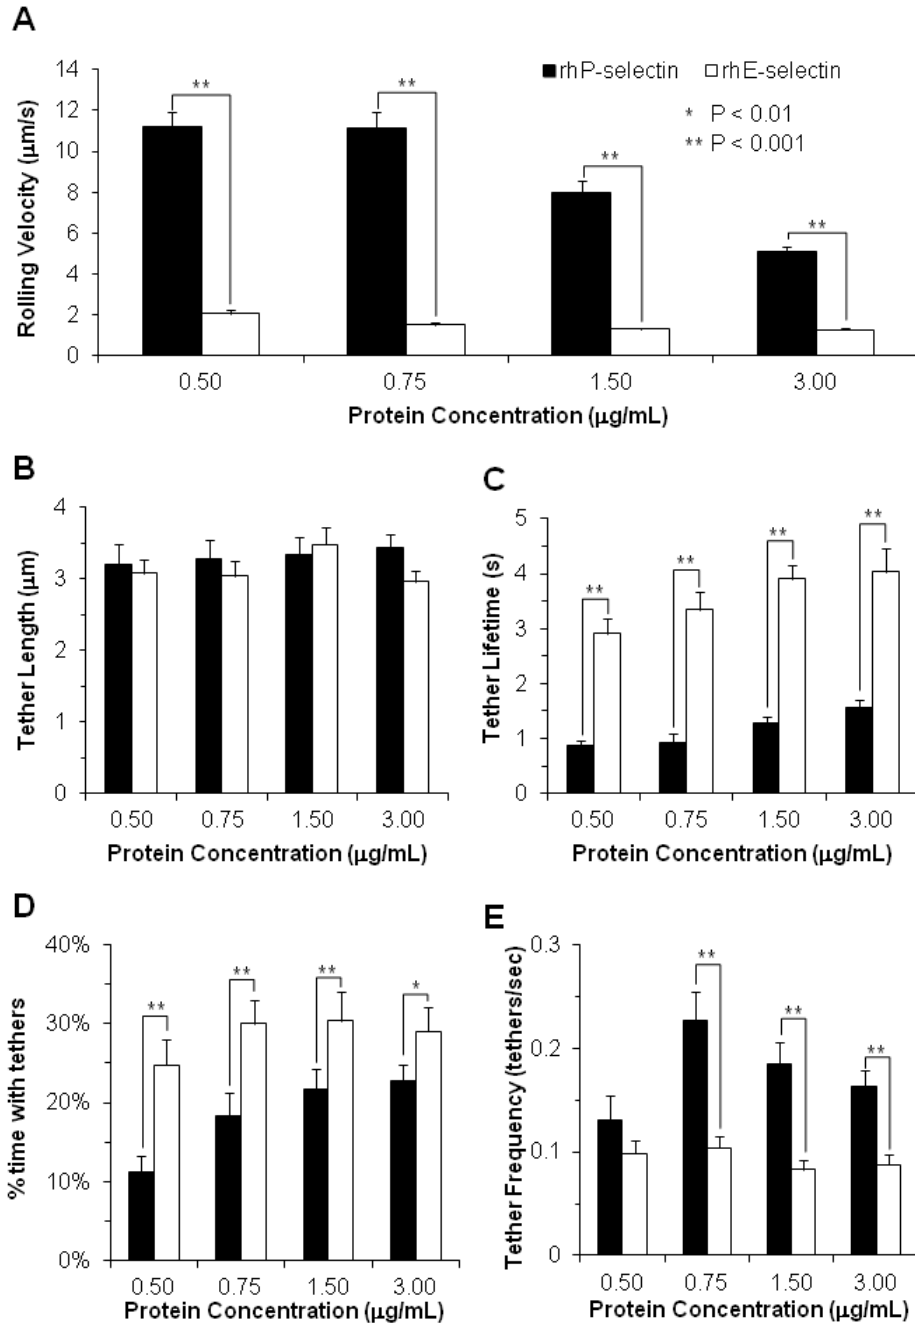 A
rhP-selectin rhE-selectin
* P < 0.01
** P < 0.001
Rolling Velocity (μm/s)
14
12
10
8
6
4
2
0
** ** ** **
0.50 0.75 1.50 3.00
Protein Concentration (μg/mL)
B
Tether Length (μm)
4
3
2
1
0
0.50 0.75 1.50 3.00
Protein Concentration (μg/mL)
C
Tether Lifetime (s)
5
4
3
2
1
0
** ** ** **
0.50 0.75 1.50 3.00
Protein Concentration (μg/mL)
D
% time with tethers
40%
30%
20%
10%
0%
** ** ** *
0.50 0.75 1.50 3.00
Protein Concentration (μg/mL)
E
Tether Frequency (tethers/sec)
0.3
0.2
0.1
0
** ** **
0.50 0.75 1.50 3.00
Protein Concentration (μg/mL)